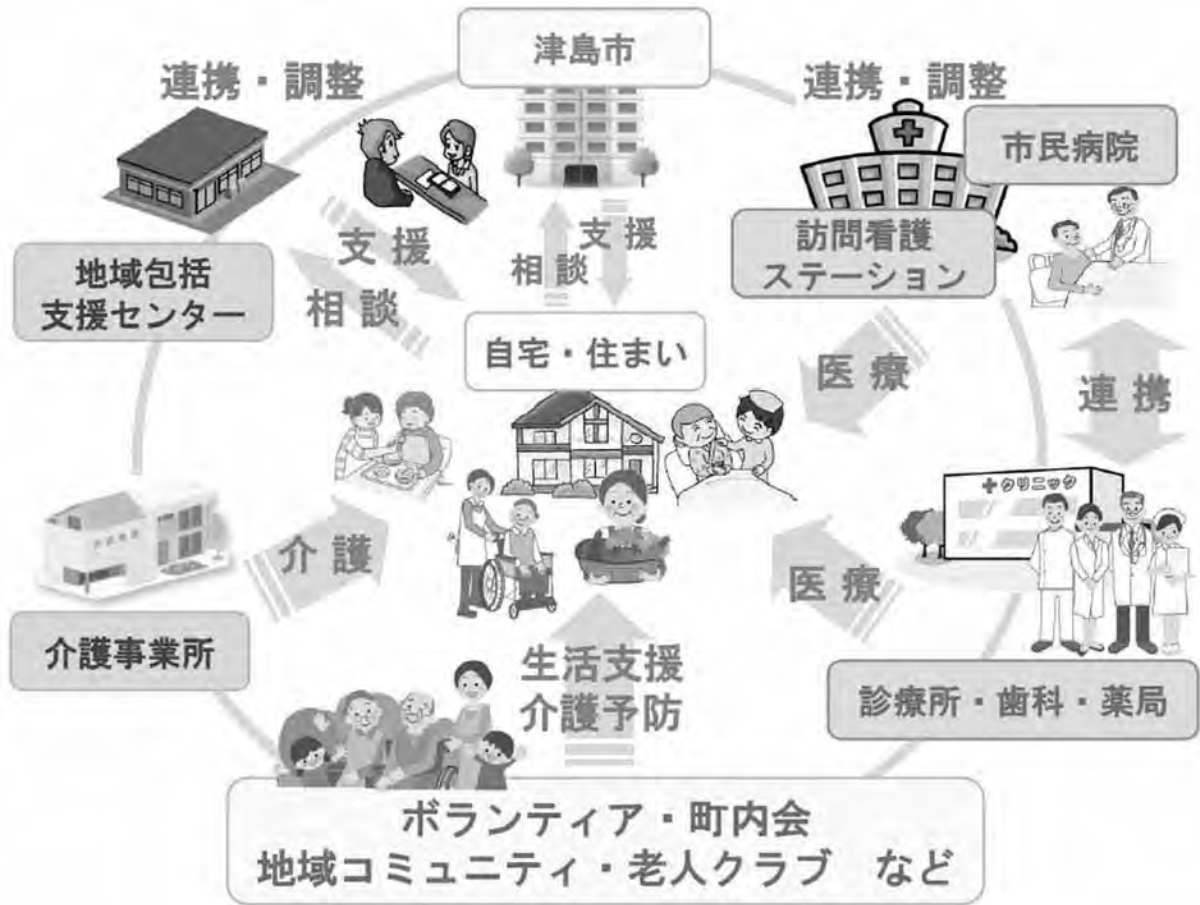 津島市
連携・調整
連携・調整
市民病院
訪問看護
ステーション
地域包括
支援センター
支援
相談
相談
支援
自宅・住まい
医療
連携
クリニック
介護
医療
介護事業所
生活支援
介護予防
診療所・歯科・薬局
ボランティア・町内会
地域コミュニティ・老人クラブ　など